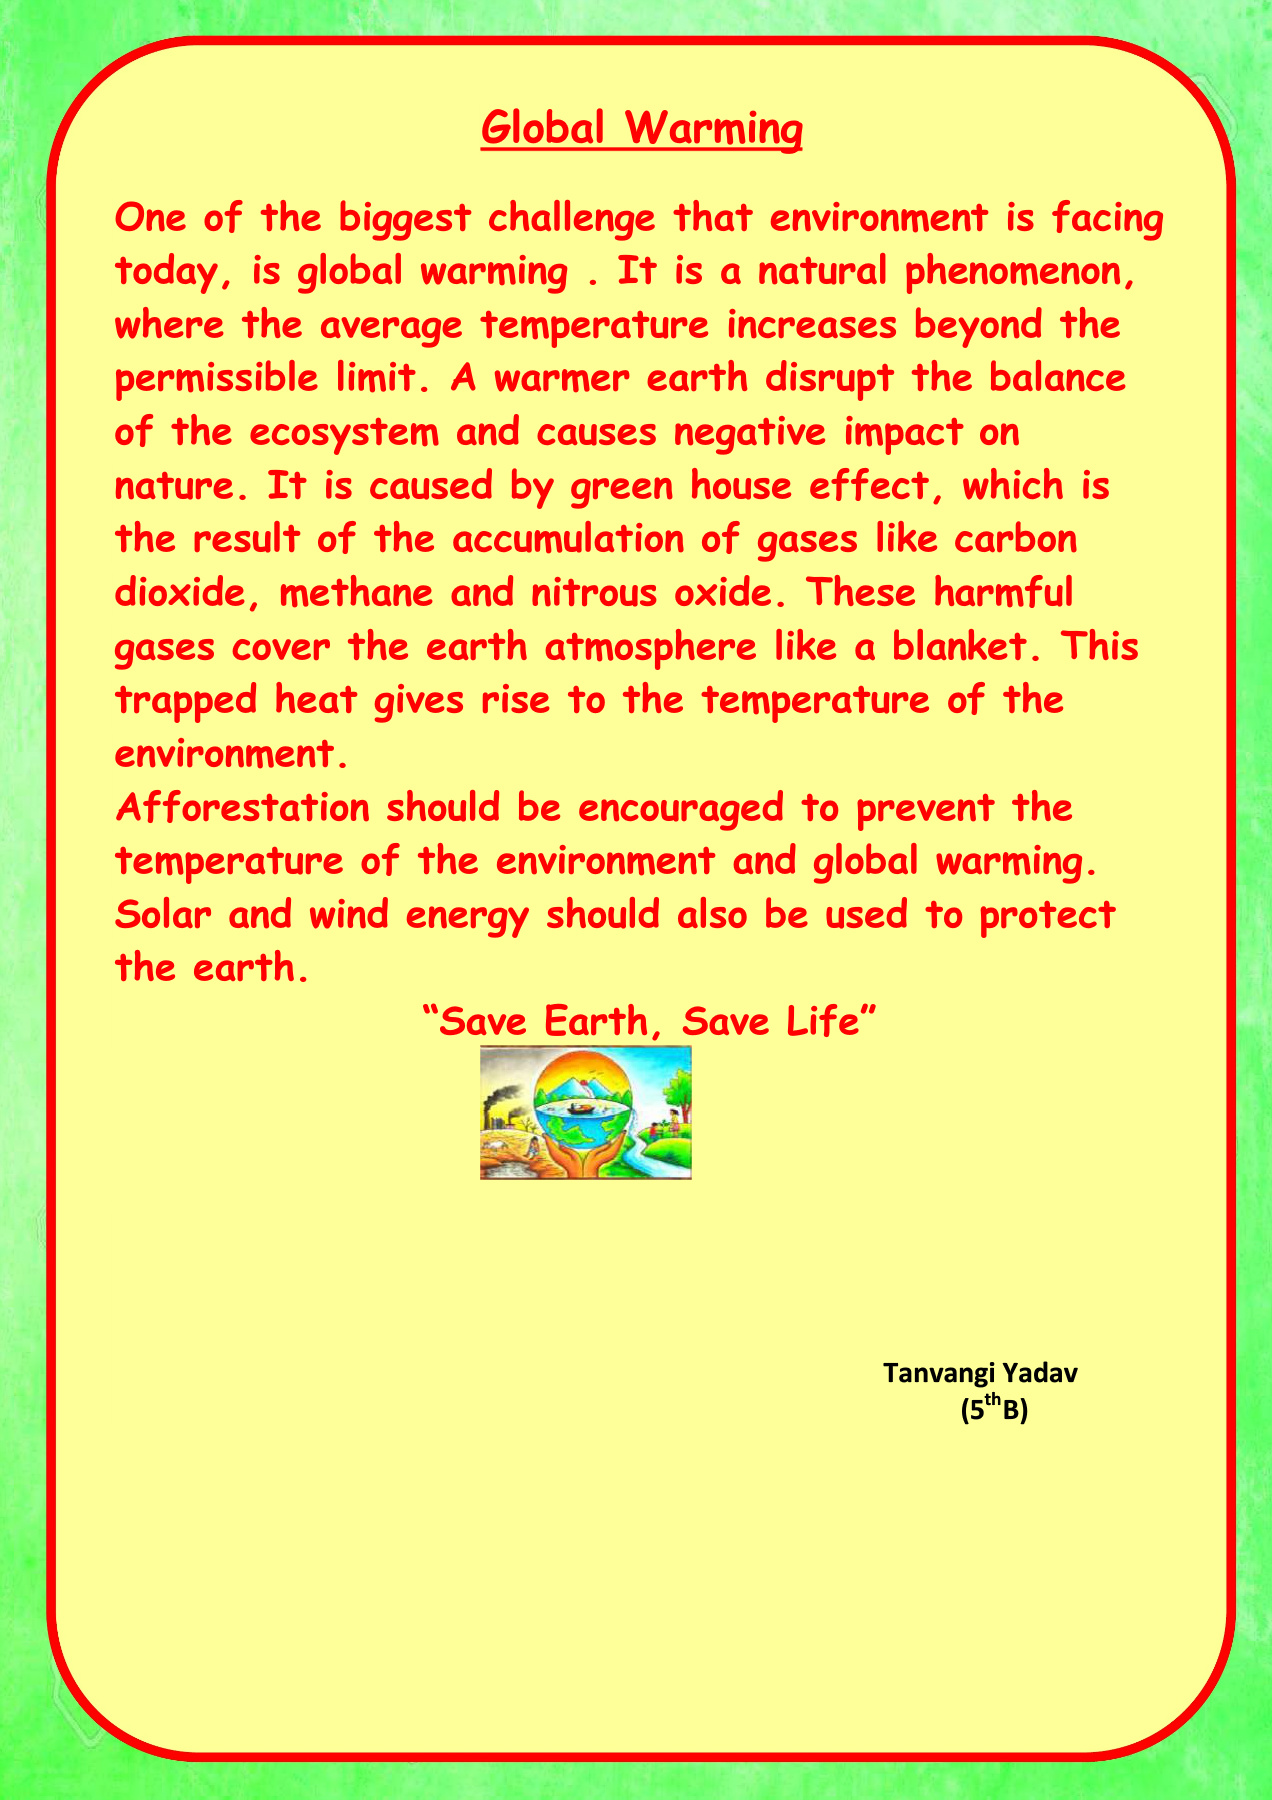 Global Warming
One of the biggest challenge that environment is facing
today, is global warming . It is a natural phenomenon,
where the average temperature increases beyond the
permissible limit. A warmer earth disrupt the balance
of the ecosystem and causes negative impact on
nature. It is caused by green house effect, which is
the result of the accumulation of gases like carbon
dioxide, methane and nitrous oxide. These harmful
gases cover the earth atmosphere like a blanket. This
trapped heat gives rise to the temperature of the
environment.
Afforestation should be encouraged to prevent the
temperature of the environment and global warming.
Solar and wind energy should also be used to protect
the earth.
“Save Earth, Save Life”
Tanvangi Yadav
(5th B)